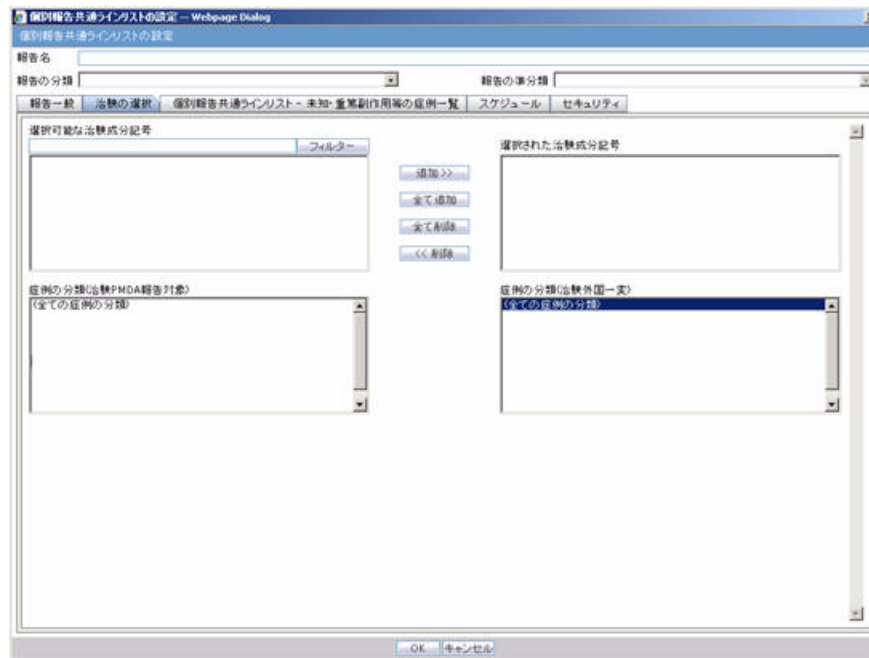 個別報告共通ラインリストの設定 -- Webpage Dialog
個別報告共通ラインリストの設定
報告名
報告の分類 報告の準分類
報告一般 治験の選択 個別報告共通ラインリスト - 未知・重篤副作用等の症例一覧 スケジュール セキュリティ
選択可能な治験成分記号
フィルター 選択された治験成分記号
追加>>
全て追加
全て削除
<< 削除
症例の分類(治験PMDA報告対象) 症例の分類(治験外国一変)
(全ての症例の分類) (全ての症例の分類)
OK キャンセル